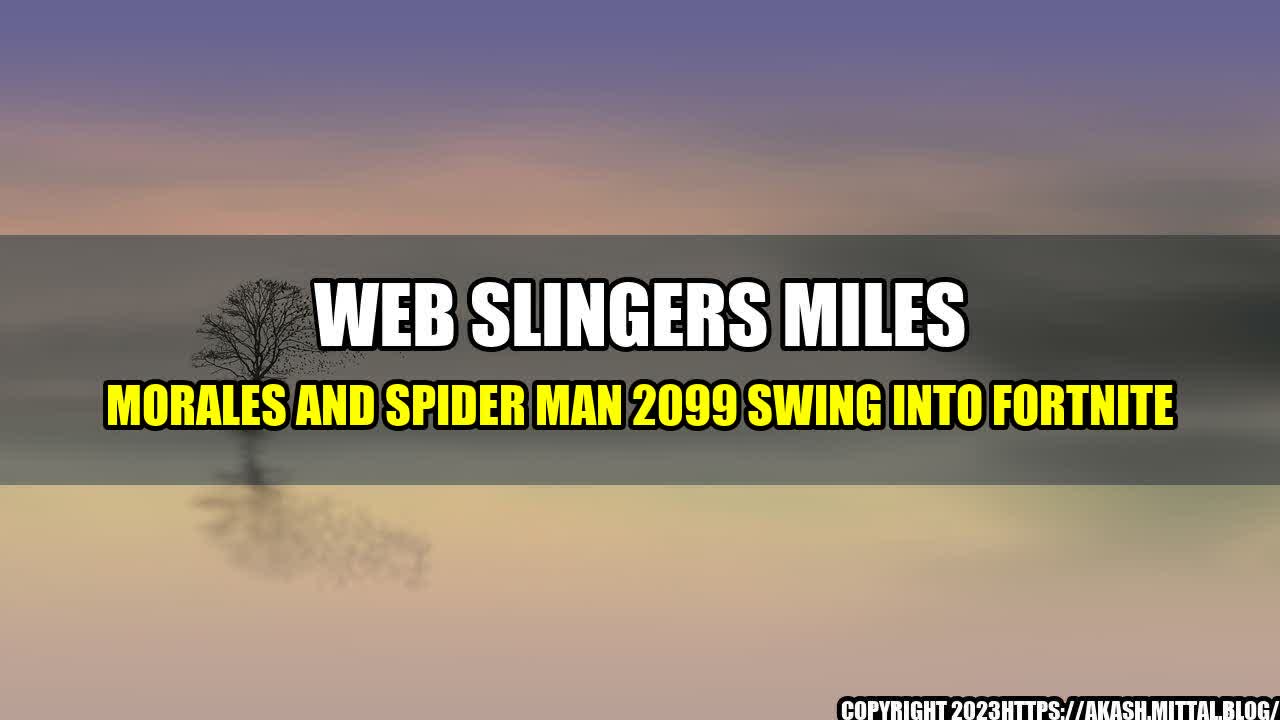 WEB SLINGERS MILES
MORALES AND SPIDER MAN 2099 SWING INTO FORTNITE
COPYRIGHT 2023HTTPS://AKASH.MITTAL.BLOG/